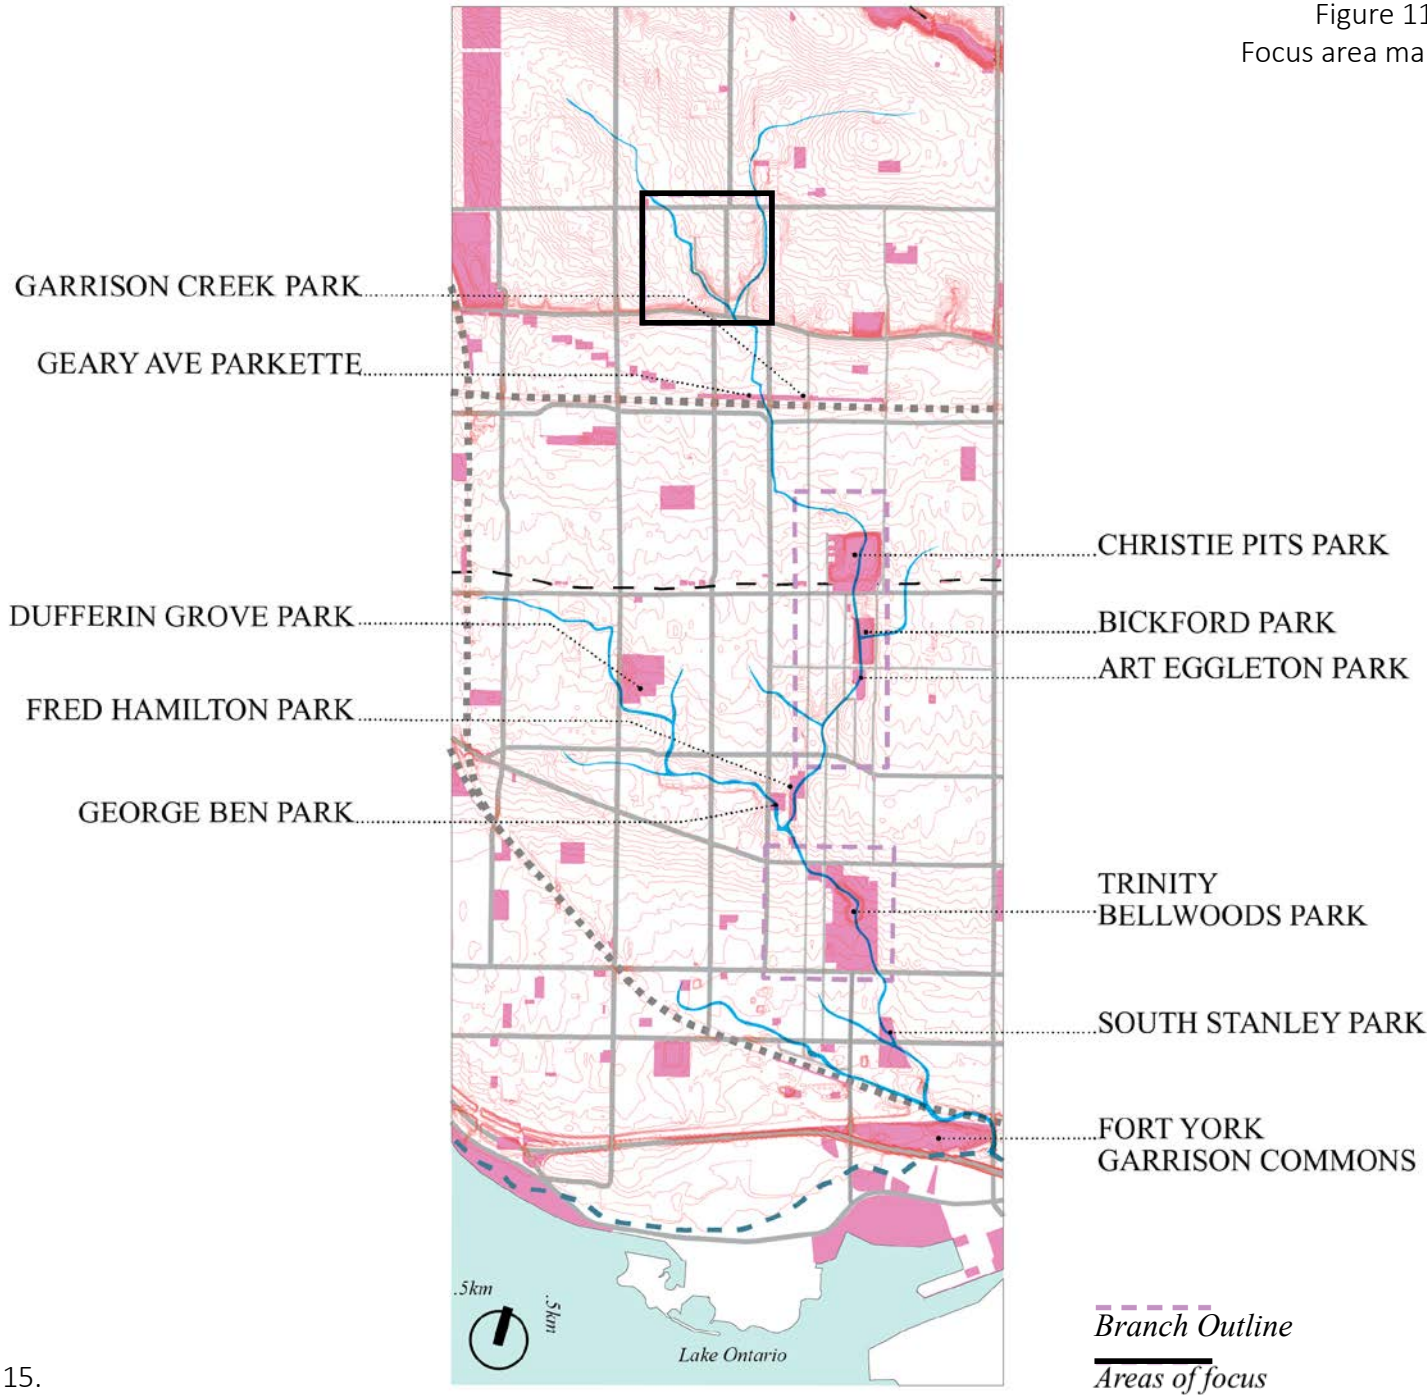 Figure 11
Focus area ma
GARRISON CREEK PARK
GEARY AVE PARKETTE
DUFFERIN GROVE PARK
FRED HAMILTON PARK
GEORGE BEN PARK
CHRISTIE PITS PARK
BICKFORD PARK
ART EGGLETON PARK
TRINITY
BELLWOODS PARK
SOUTH STANLEY PARK
FORT YORK
GARRISON COMMONS
.5km
.5km
Lake Ontario
Branch Outline
Areas of focus
15.